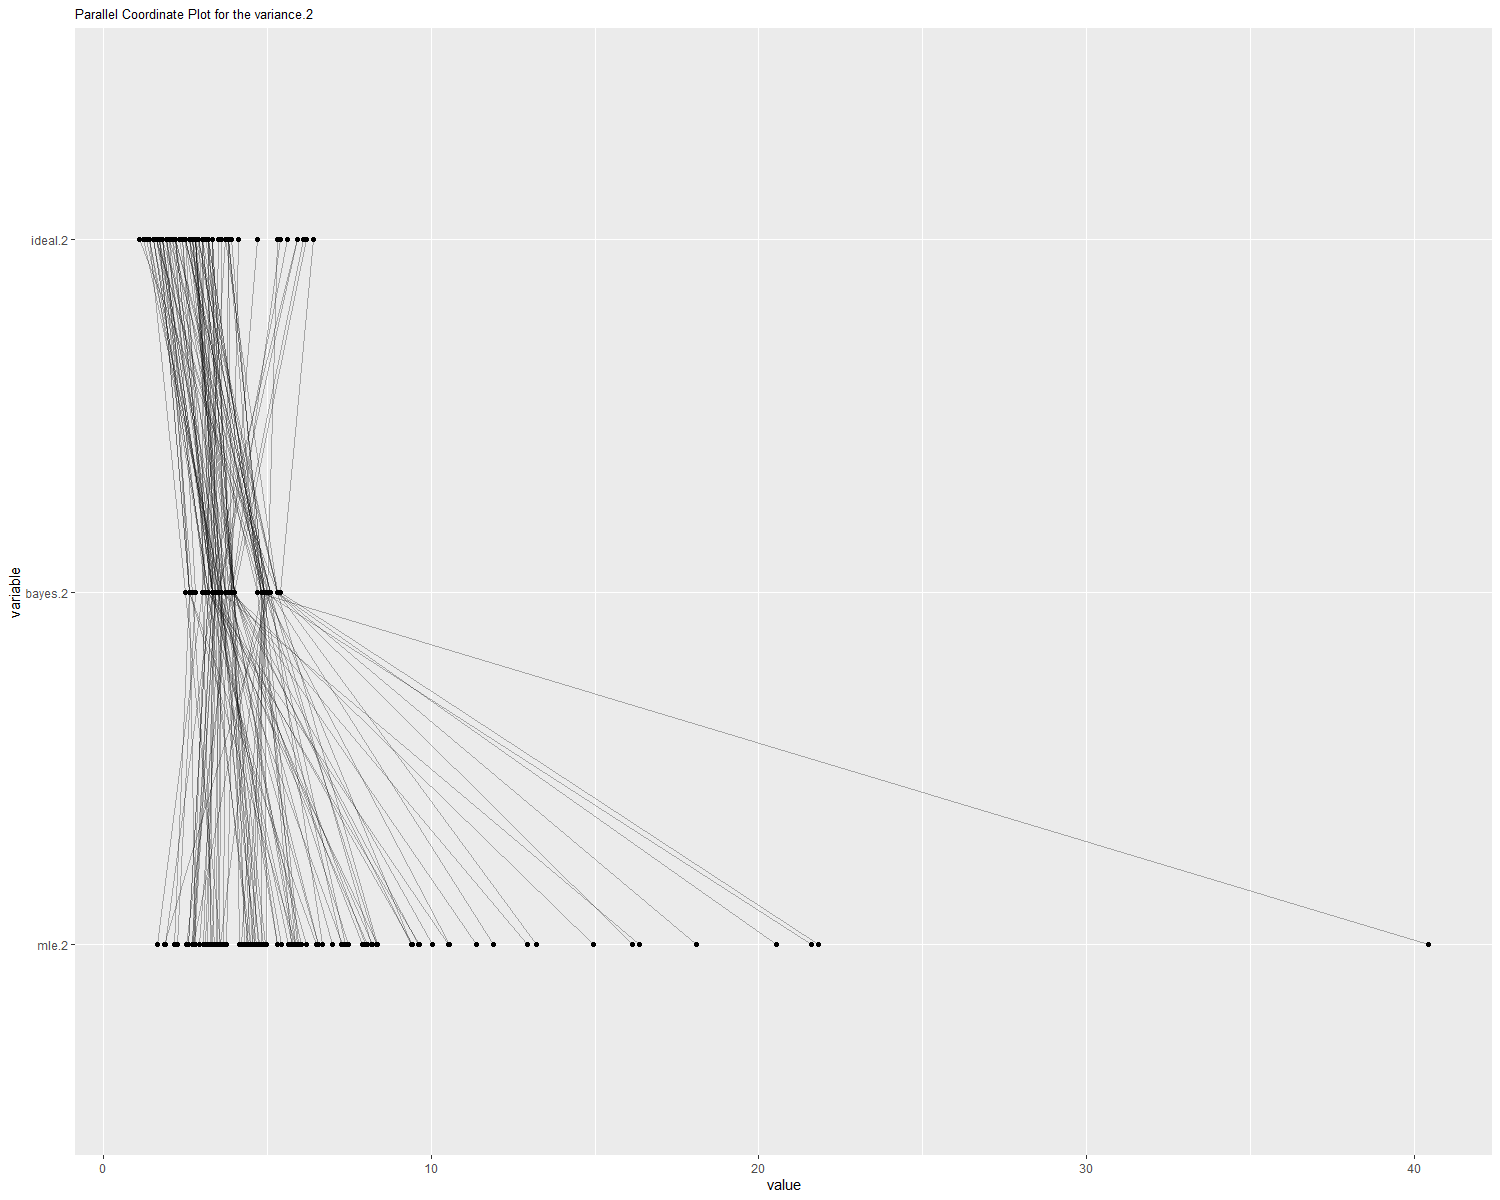 Parallel Coordinate Plot for the variance.2
ideal.2
bayes.2
mle.2
variable
0
10
20
30
40
value